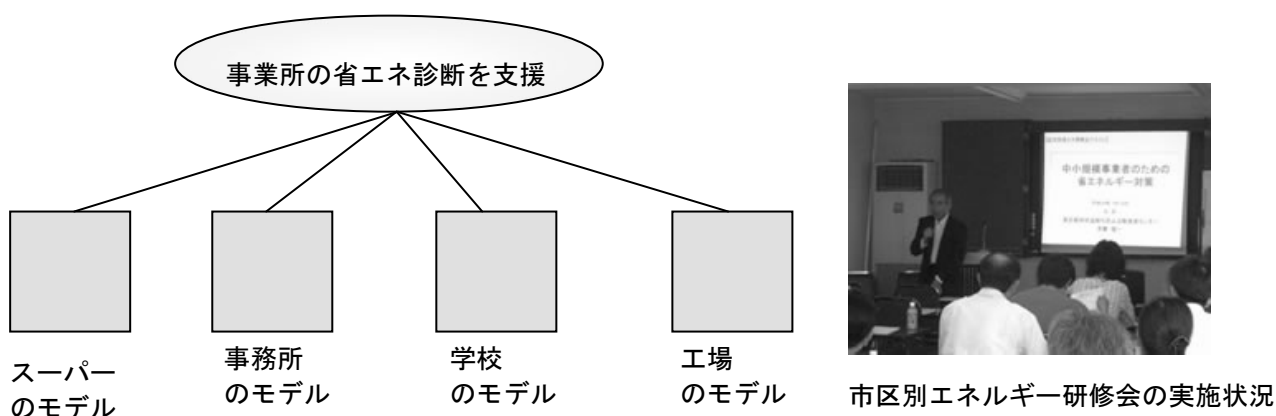 事業所の省エネ診断を支援
スーパー
のモデル
事務所
のモデル
学校
のモデル
工場
のモデル
中小規模事業者のための
省エネルギー対策
市区別エネルギー研修会の実施状況